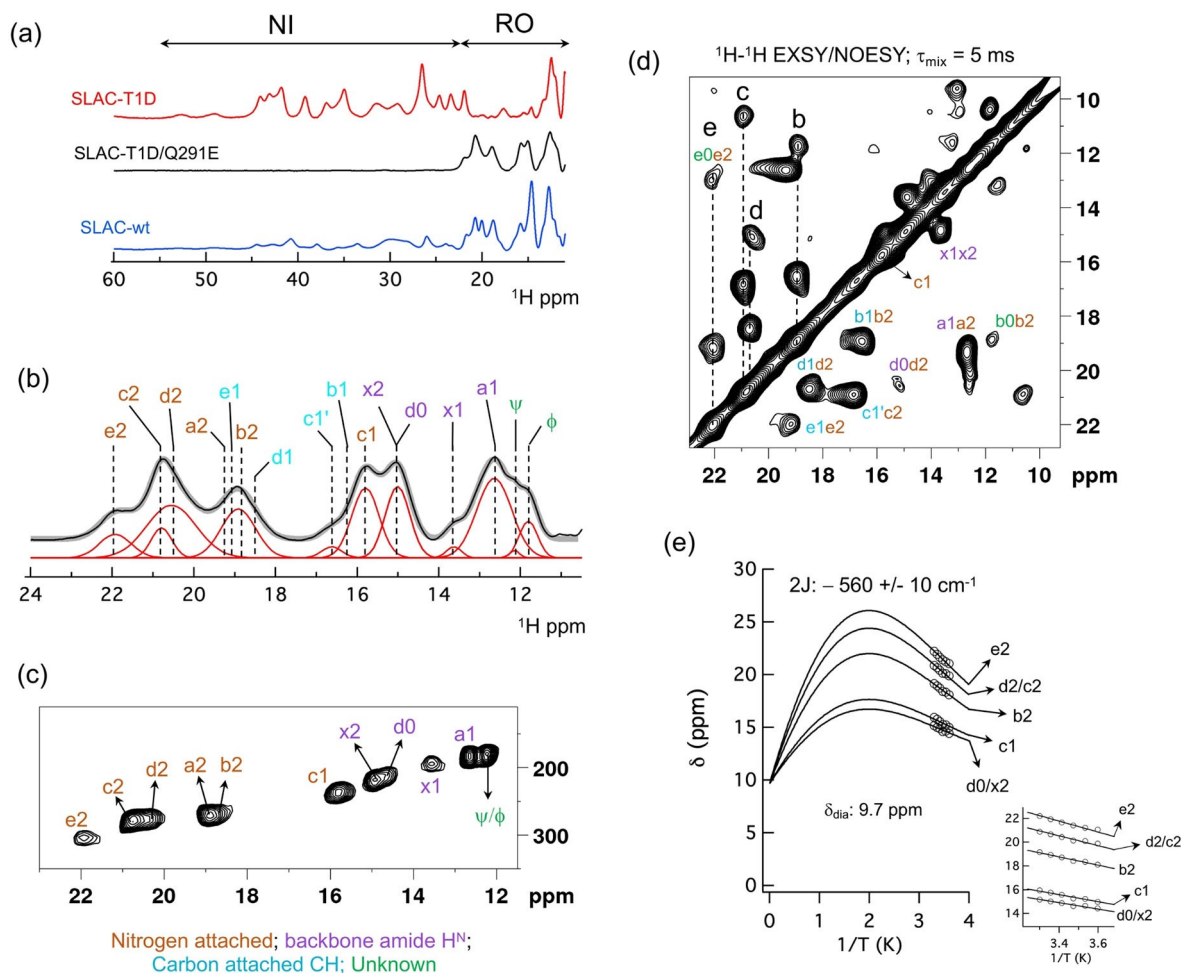 (a)
NI
RO
SLAC-T1D
SLAC-T1D/Q291E
SLAC-wt
60 50 40 30 20
¹H ppm
(b)
e2 c2 d2 a2 e1 b2 d1 c1' b1 c1 x2 d0 x1 a1 ψ ϕ
24 22 20 18 16 14 12
¹H ppm
(c)
e2 c2 d2 a2 b2 c1 x2 d0 x1 a1
ψ/ϕ
200
300
22 20 18 16 14 12 ppm
Nitrogen attached; backbone amide Hᴺ;
Carbon attached CH; Unknown
(d)
¹H-¹H EXSY/NOESY; τmix = 5 ms
e c b
d
e0e2
x1x2
c1
b1b2
a1a2
b0b2
d1d2
d0d2
c1'c2
e1e2
10
12
14
16
18
20
22
22 20 18 16 14 12 10 ppm
(e)
2J: – 560 +/- 10 cm⁻¹
δ (ppm)
30
25
20
15
10
5
0
e2
d2/c2
b2
c1
d0/x2
δdia: 9.7 ppm
0 1 2 3 4
1/T (K)
22
20
18
16
14
e2
d2/c2
b2
c1
d0/x2
3.4 3.6
1/T (K)